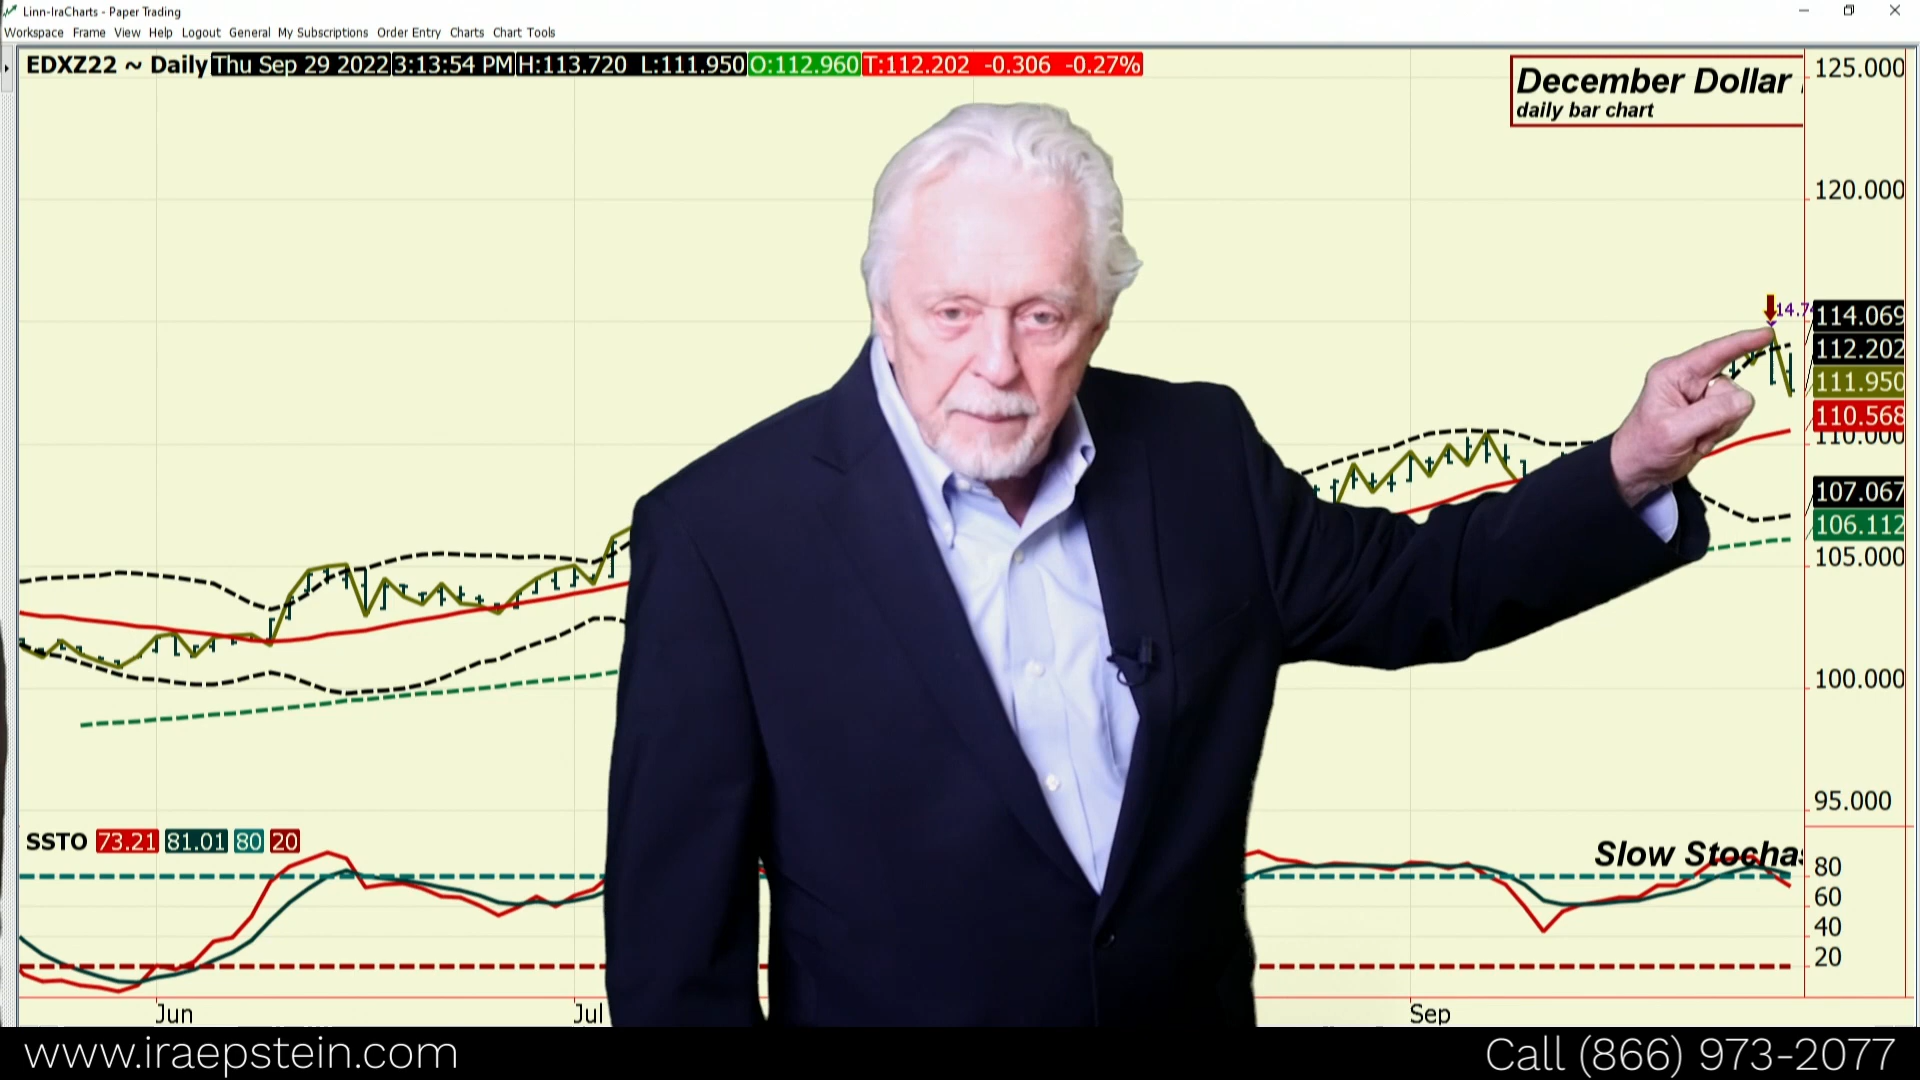 Linn-IraCharts - Paper Trading
Workspace Frame View Help Logout General My Subscriptions Order Entry Charts Chart Tools
EDXZ22 ~ Daily Thu Sep 29 2022 3:13:54 PM H:113.720 L:111.950 O:112.960 T:112.202 -0.306 -0.27%
December Dollar
daily bar chart
125.000
120.000
114.069
112.202
111.950
110.568
110.000
107.067
106.112
105.000
100.000
95.000
SSTO 73.21 81.01 80 20
Slow
80
60
40
20
Jun Jul Sep
www.iraepstein.com
Call (866) 973-2077